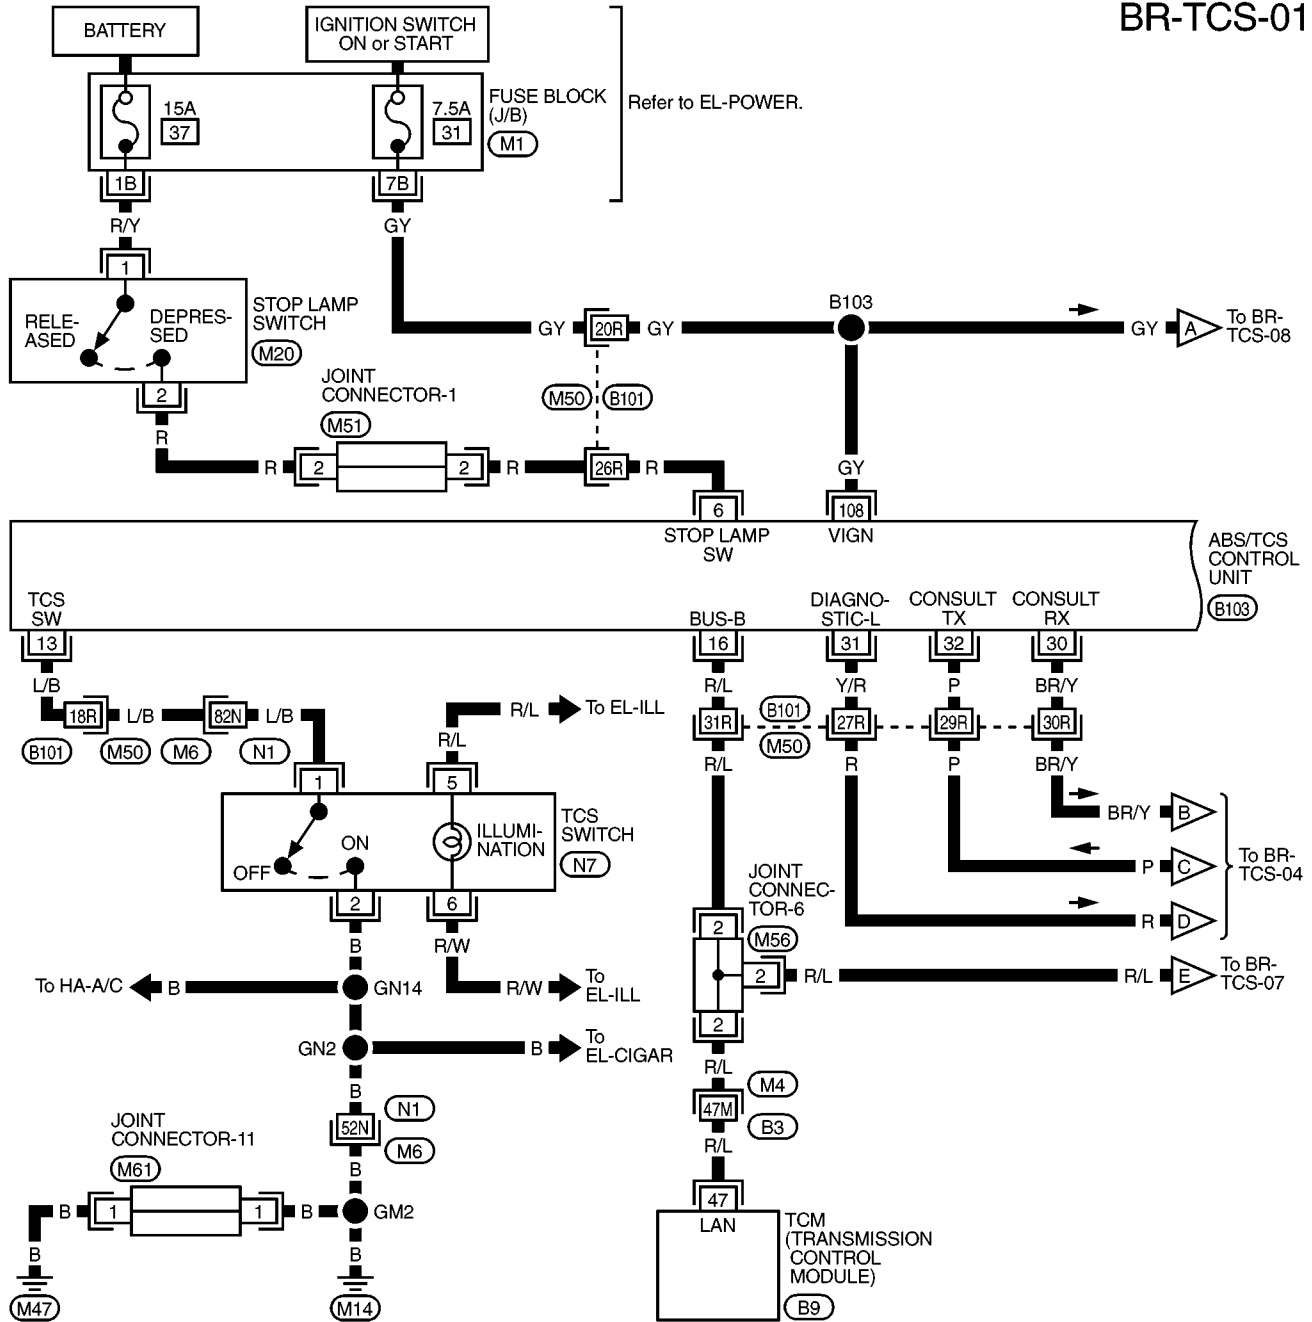 BR-TCS-01
BATTERY
IGNITION SWITCH
ON or START
15A
37
7.5A
31
FUSE BLOCK
(J/B)
M1
Refer to EL-POWER.
1B
7B
R/Y
GY
1
RELE-
ASED
DEPRES-
SED
STOP LAMP
SWITCH
M20
2
R
JOINT
CONNECTOR-1
M51
R
2
2
R
26R
R
M50
B101
GY
20R
GY
B103
GY
A
To BR-
TCS-08
GY
6
108
STOP LAMP
SW
VIGN
ABS/TCS
CONTROL
UNIT
B103
TCS
SW
BUS-B
DIAGNO-
STIC-L
CONSULT
TX
CONSULT
RX
13
16
31
32
30
L/B
R/L
Y/R
P
BR/Y
18R
L/B
82N
L/B
B101
M50
M6
N1
R/L
To EL-ILL
R/L
31R
B101
M50
27R
29R
30R
R/L
R
P
BR/Y
1
5
OFF
ON
ILLUMI-
NATION
TCS
SWITCH
N7
2
6
B
R/W
BR/Y
B
P
C
R
D
To BR-
TCS-04
R/L
R/L
E
To BR-
TCS-07
JOINT
CONNEC-
TOR-6
M56
2
2
2
To HA-A/C
B
GN14
R/W
To
EL-ILL
GN2
B
To
EL-CIGAR
B
52N
N1
M6
B
R/L
47M
M4
B3
R/L
JOINT
CONNECTOR-11
M61
B
1
1
B
GM2
B
B
M47
M14
47
LAN
TCM
(TRANSMISSION
CONTROL
MODULE)
B9